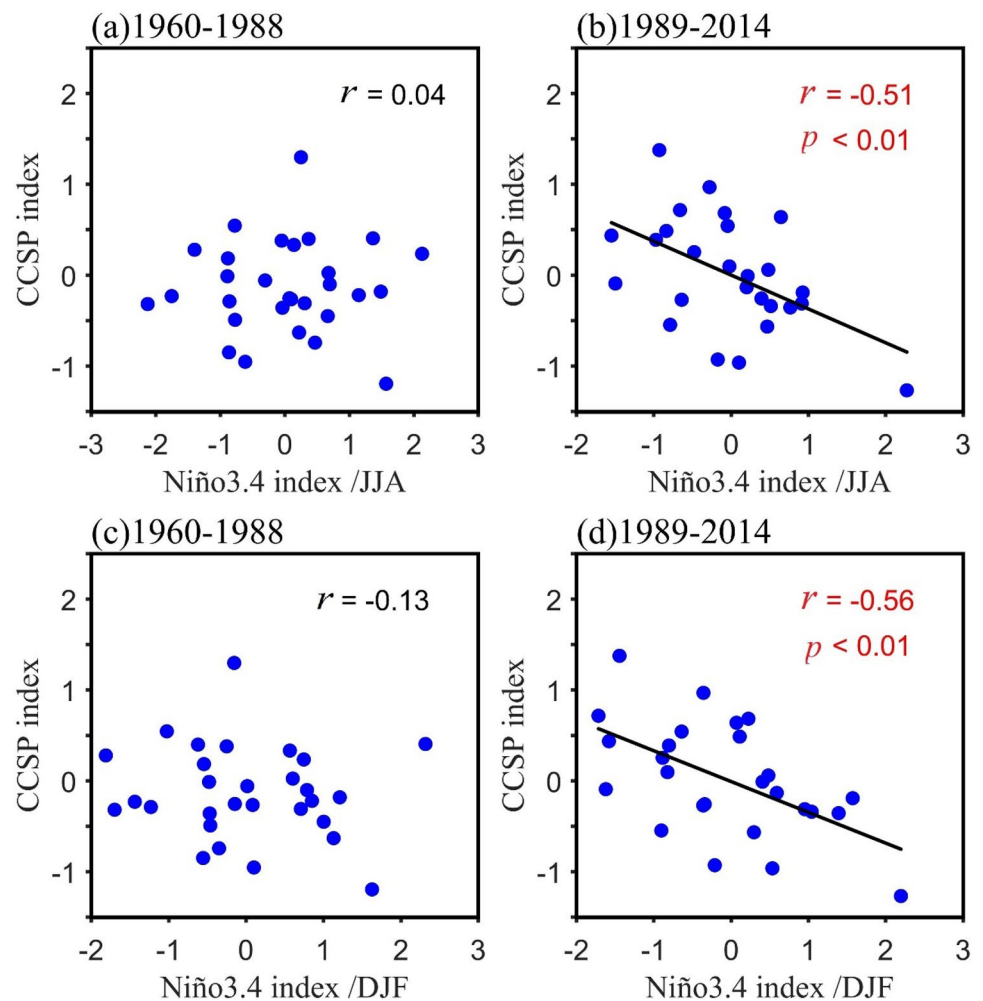 (a)1960-1988
r = 0.04
CCSP index
2
1
0
-1
-3 -2 -1 0 1 2 3
Niño3.4 index /JJA
(b)1989-2014
r = -0.51
p < 0.01
CCSP index
2
1
0
-1
-2 -1 0 1 2 3
Niño3.4 index /JJA
(c)1960-1988
r = -0.13
CCSP index
2
1
0
-1
-2 -1 0 1 2 3
Niño3.4 index /DJF
(d)1989-2014
r = -0.56
p < 0.01
CCSP index
2
1
0
-1
-2 -1 0 1 2 3
Niño3.4 index /DJF